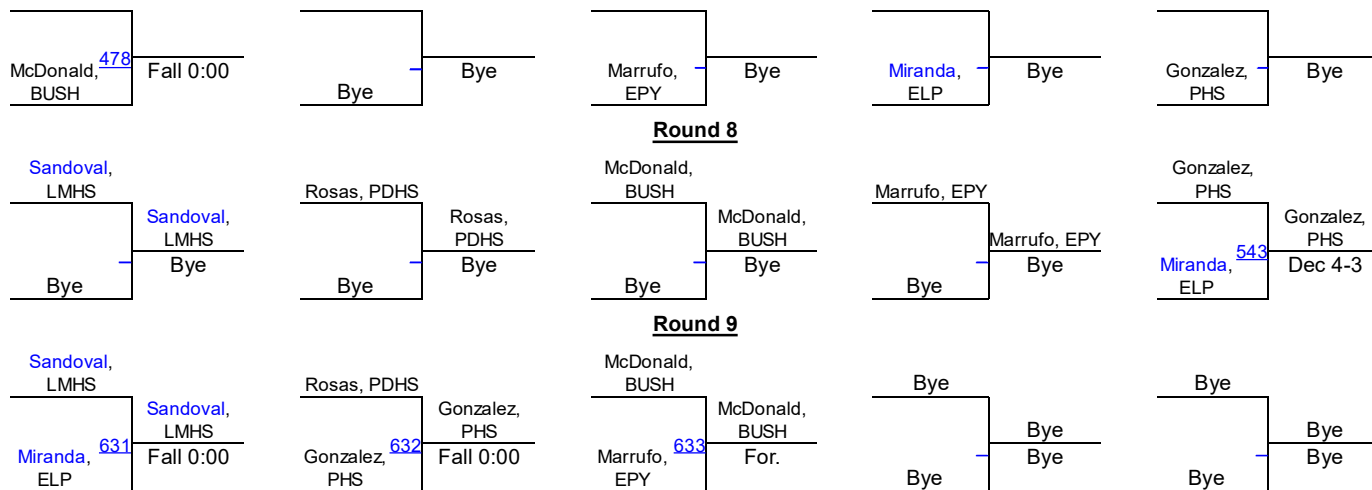 McDonald, 478 Fall 0:00
BUSH
Bye
Bye
Marrufo, Bye
EPY
Miranda, Bye
ELP
Gonzalez, Bye
PHS
Round 8
Sandoval,
LMHS
Sandoval,
LMHS
Bye
Bye
Rosas, PDHS
Rosas,
PDHS
Bye
Bye
McDonald,
BUSH
McDonald,
BUSH
Bye
Bye
Marrufo, EPY
Marrufo, EPY
Bye
Bye
Gonzalez,
PHS
Gonzalez,
PHS
543 Dec 4-3
Miranda,
ELP
Round 9
Sandoval,
LMHS
Sandoval,
LMHS
631 Fall 0:00
Miranda,
ELP
Rosas, PDHS
Gonzalez,
PHS
632 Fall 0:00
Gonzalez,
PHS
McDonald,
BUSH
McDonald,
BUSH
633 For.
Marrufo,
EPY
Bye
Bye
Bye
Bye
Bye
Bye
Bye
Bye